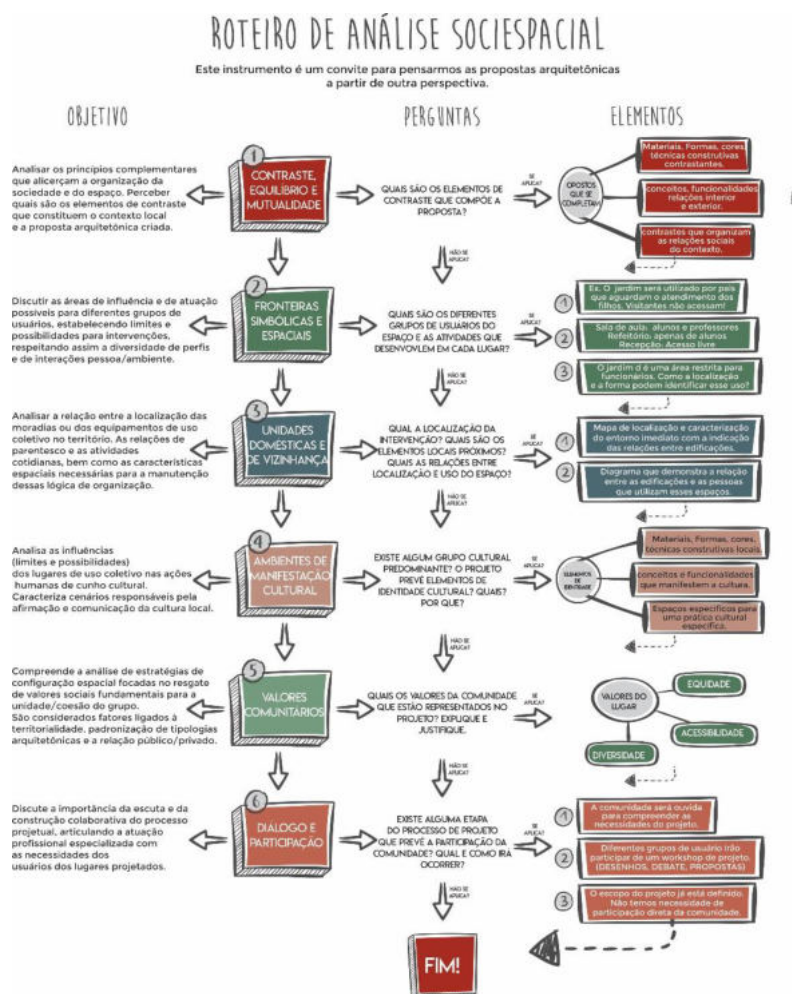 ROTEIRO DE ANÁLISE SOCIESPACIAL
Este instrumento é um convite para pensarmos as propostas arquitetônicas
a partir de outra perspectiva.
OBJETIVO
PERGUNTAS
ELEMENTOS
Analisar os princípios complementares
que alicerçam a organização da
sociedade e do espaço. Perceber
quais são os elementos de contraste
que constituem o contexto local
e a proposta arquitetônica criada.
1
CONTRASTE,
EQUILÍBRIO E
MUTUALIDADE
QUAIS SÃO OS ELEMENTOS DE
CONTRASTE QUE COMPÕE A
PROPOSTA?
SE
APLICA?
OPOSTOS
QUE SE
COMPLETAM
Materiais, Formas, cores,
técnicas construtivas
contrastantes.
conceitos, funcionalidades
relações interior
e exterior.
contrastes que organizam
as relações sociais
do contexto.
NÃO SE
APLICA?
Discutir as áreas de influência e de atuação
possíveis para diferentes grupos de
usuários, estabelecendo limites e
possibilidades para intervenções,
respeitando assim a diversidade de perfis
e de interações pessoa/ambiente.
2
FRONTEIRAS
SIMBÓLICAS E
ESPACIAIS
QUAIS SÃO OS DIFERENTES
GRUPOS DE USUÁRIOS DO
ESPAÇO E AS ATIVIDADES QUE
DESENVOVLEM EM CADA LUGAR?
SE
APLICA?
1
Ex. O jardim será utilizado por pais
que aguardam o atendimento dos
filhos. Visitantes não acessam!
2
Sala de aula: alunos e professores
Refeitório: apenas de alunos
Recepção: Acesso livre
3
O jardim d é uma área restrita para
funcionários. Como a localização
e a forma podem identificar esse uso?
NÃO SE
APLICA?
Analisar a relação entre a localização das
moradias ou dos equipamentos de uso
coletivo no território. As relações de
parentesco e as atividades
cotidianas, bem como as características
espaciais necessárias para a manutenção
dessas lógica de organização.
3
UNIDADES
DOMÉSTICAS E
DE VIZINHANÇA
QUAL A LOCALIZAÇÃO DA
INTERVENÇÃO? QUAIS SÃO OS
ELEMENTOS LOCAIS PRÓXIMOS?
QUAIS AS RELAÇÕES ENTRE
LOCALIZAÇÃO E USO DO ESPAÇO?
SE
APLICA?
1
Mapa de localização e caracterização
do entorno imediato com a indicação
das relações entre edificações.
2
Diagrama que demonstra a relação
entre as edificações e as pessoas
que utilizam esses espaços.
NÃO SE
APLICA?
Analisa as influências
(limites e possibilidades)
dos lugares de uso coletivo nas ações
humanas de cunho cultural.
Caracteriza cenários responsáveis pela
afirmação e comunicação da cultura local.
4
AMBIENTES DE
MANIFESTAÇÃO
CULTURAL
EXISTE ALGUM GRUPO CULTURAL
PREDOMINANTE? O PROJETO
PREVÊ ELEMENTOS DE
IDENTIDADE CULTURAL? QUAIS?
POR QUE?
SE
APLICA?
ELEMENTOS
DE
IDENTIDADE
Materiais, Formas, cores,
técnicas construtivas locais.
conceitos e funcionalidades
que manifestem a cultura.
Espaços específicos para
uma prática cultural
específica.
NÃO SE
APLICA?
Compreende a análise de estratégias de
configuração espacial focadas no resgate
de valores sociais fundamentais para a
unidade/coesão do grupo.
São considerados fatores ligados à
territorialidade, padronização de tipologias
arquitetônicas e a relação público/privado.
5
VALORES
COMUNITÁRIOS
QUAIS OS VALORES DA COMUNIDADE
QUE ESTÃO REPRESENTADOS NO
PROJETO? EXPLIQUE E
JUSTIFIQUE.
SE
APLICA?
VALORES DO
LUGAR
EQUIDADE
ACESSIBILIDADE
DIVERSIDADE
NÃO SE
APLICA?
Discute a importância da escuta e da
construção colaborativa do processo
projetual, articulando a atuação
profissional especializada com
as necessidades dos
usuários dos lugares projetados.
6
DIÁLOGO E
PARTICIPAÇÃO
EXISTE ALGUMA ETAPA
DO PROCESSO DE PROJETO
QUE PREVÊ A PARTICIPAÇÃO DA
COMUNIDADE? QUAL E COMO IRÁ
OCORRER?
SE
APLICA?
1
A comunidade será ouvida
para compreender as
necessidades do projeto.
2
Diferentes grupos de usuário irão
participar de um workshop de projeto.
(DESENHOS, DEBATE, PROPOSTAS)
3
O escopo do projeto já está definido.
Não temos necessidade de
participação direta da comunidade.
NÃO SE
APLICA?
FIM!